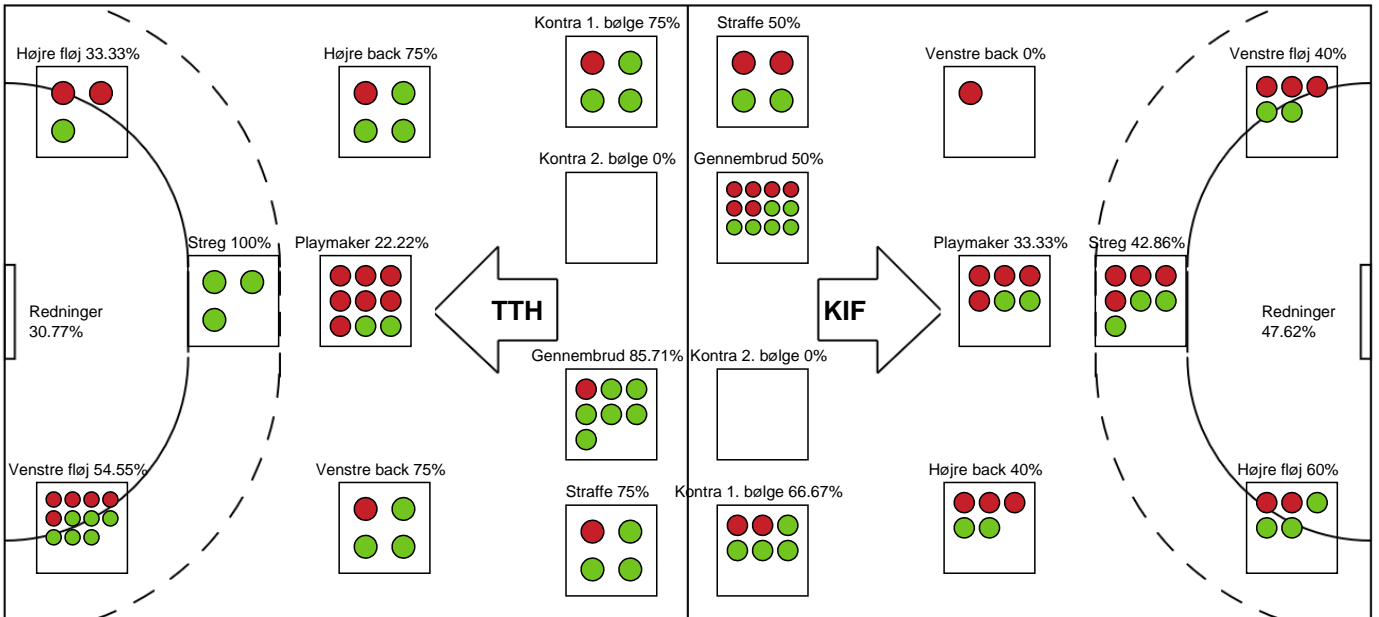 Kontra 1. bølge 75%
Straffe 50%
Højre fløj 33.33%
Højre back 75%
Venstre back 0%
Venstre fløj 40%
Kontra 2. bølge 0%
Gennembrud 50%
Streg 100%
Playmaker 22.22%
Playmaker 33.33%
Streg 42.86%
TTH
KIF
Redninger
30.77%
Redninger
47.62%
Gennembrud 85.71%
Kontra 2. bølge 0%
Venstre fløj 54.55%
Venstre back 75%
Højre back 40%
Højre fløj 60%
Straffe 75%
Kontra 1. bølge 66.67%